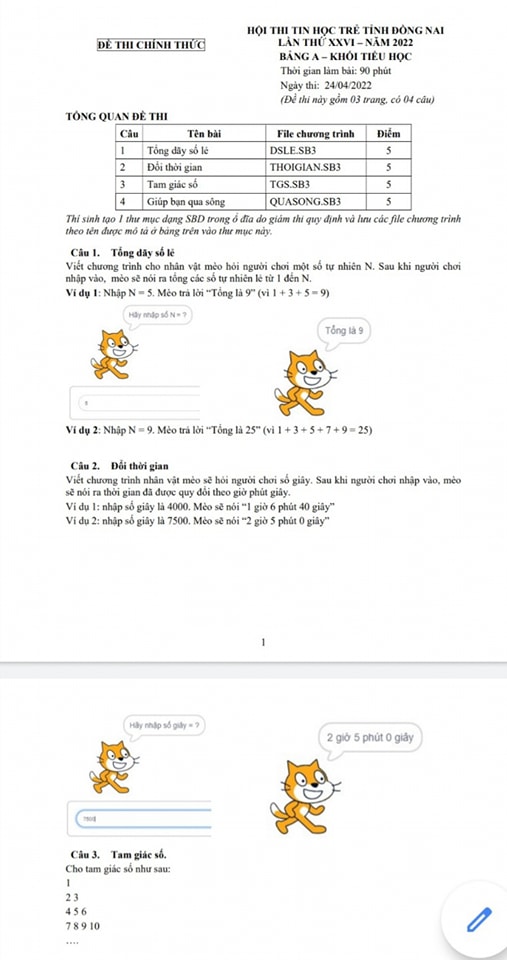 HỘI THI TIN HỌC TRẺ TỈNH ĐỒNG NAI
ĐỀ THI CHÍNH THỨC
LẦN THỨ XXVI – NĂM 2022
BẢNG A – KHỐI TIỂU HỌC
Thời gian làm bài: 90 phút
Ngày thi: 24/04/2022
(Đề thi này gồm 03 trang, có 04 câu)
TỔNG QUAN ĐỀ THI
Câu Tên bài File chương trình Điểm
1 Tổng dãy số lẻ DSLE.SB3 5
2 Đổi thời gian THOIGIAN.SB3 5
3 Tam giác số TGS.SB3 5
4 Giúp bạn qua sông QUASONG.SB3 5
Thí sinh tạo 1 thư mục dạng SBD trong ổ đĩa do giám thị quy định và lưu các file chương trình
theo tên được mô tả ở bảng trên vào thư mục này.
Câu 1. Tổng dãy số lẻ
Viết chương trình cho nhân vật mèo hỏi người chơi một số tự nhiên N. Sau khi người chơi
nhập vào, mèo sẽ nói ra tổng các số tự nhiên lẻ từ 1 đến N.
Ví dụ 1: Nhập N = 5. Mèo trả lời “Tổng là 9” (vì 1 + 3 + 5 = 9)
Hãy nhập số N = ?
Tổng là 9
Ví dụ 2: Nhập N = 9. Mèo trả lời “Tổng là 25” (vì 1 + 3 + 5 + 7 + 9 = 25)
Câu 2. Đổi thời gian
Viết chương trình nhân vật mèo sẽ hỏi người chơi số giây. Sau khi người chơi nhập vào, mèo
sẽ nói ra thời gian đã được quy đổi theo giờ phút giây.
Ví dụ 1: nhập số giây là 4000. Mèo sẽ nói “1 giờ 6 phút 40 giây”
Ví dụ 2: nhập số giây là 7500. Mèo sẽ nói “2 giờ 5 phút 0 giây”
1
Hãy nhập số giây = ?
2 giờ 5 phút 0 giây
7500
Câu 3. Tam giác số.
Cho tam giác số như sau:
1
2 3
4 5 6
7 8 9 10
....